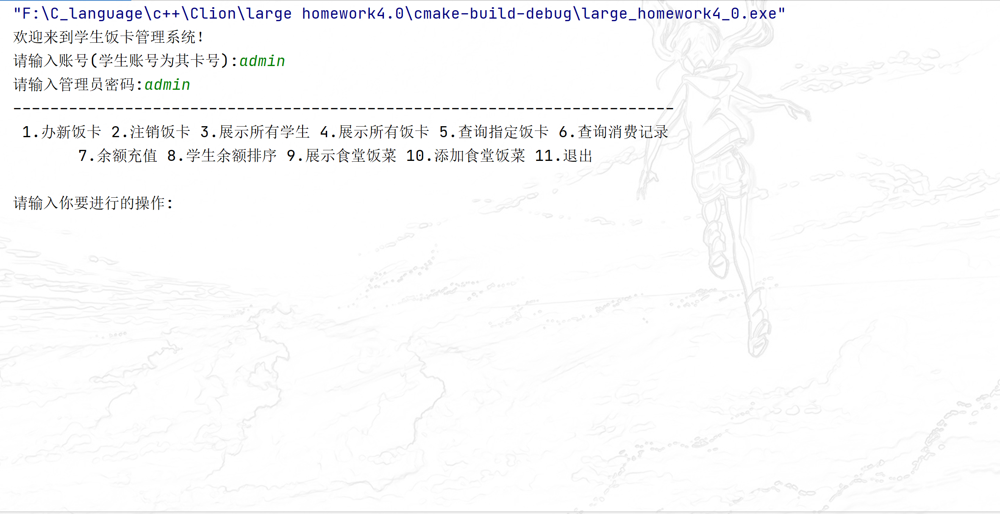 "F:\C_language\c++\Clion\large homework4.0\cmake-build-debug\large_homework4_0.exe"
欢迎来到学生饭卡管理系统!
请输入账号(学生账号为其卡号):admin
请输入管理员密码:admin
-----------------------------------------------------------------------
1.办新饭卡 2.注销饭卡 3.展示所有学生 4.展示所有饭卡 5.查询指定饭卡 6.查询消费记录
7.余额充值 8.学生余额排序 9.展示食堂饭菜 10.添加食堂饭菜 11.退出
请输入你要进行的操作: